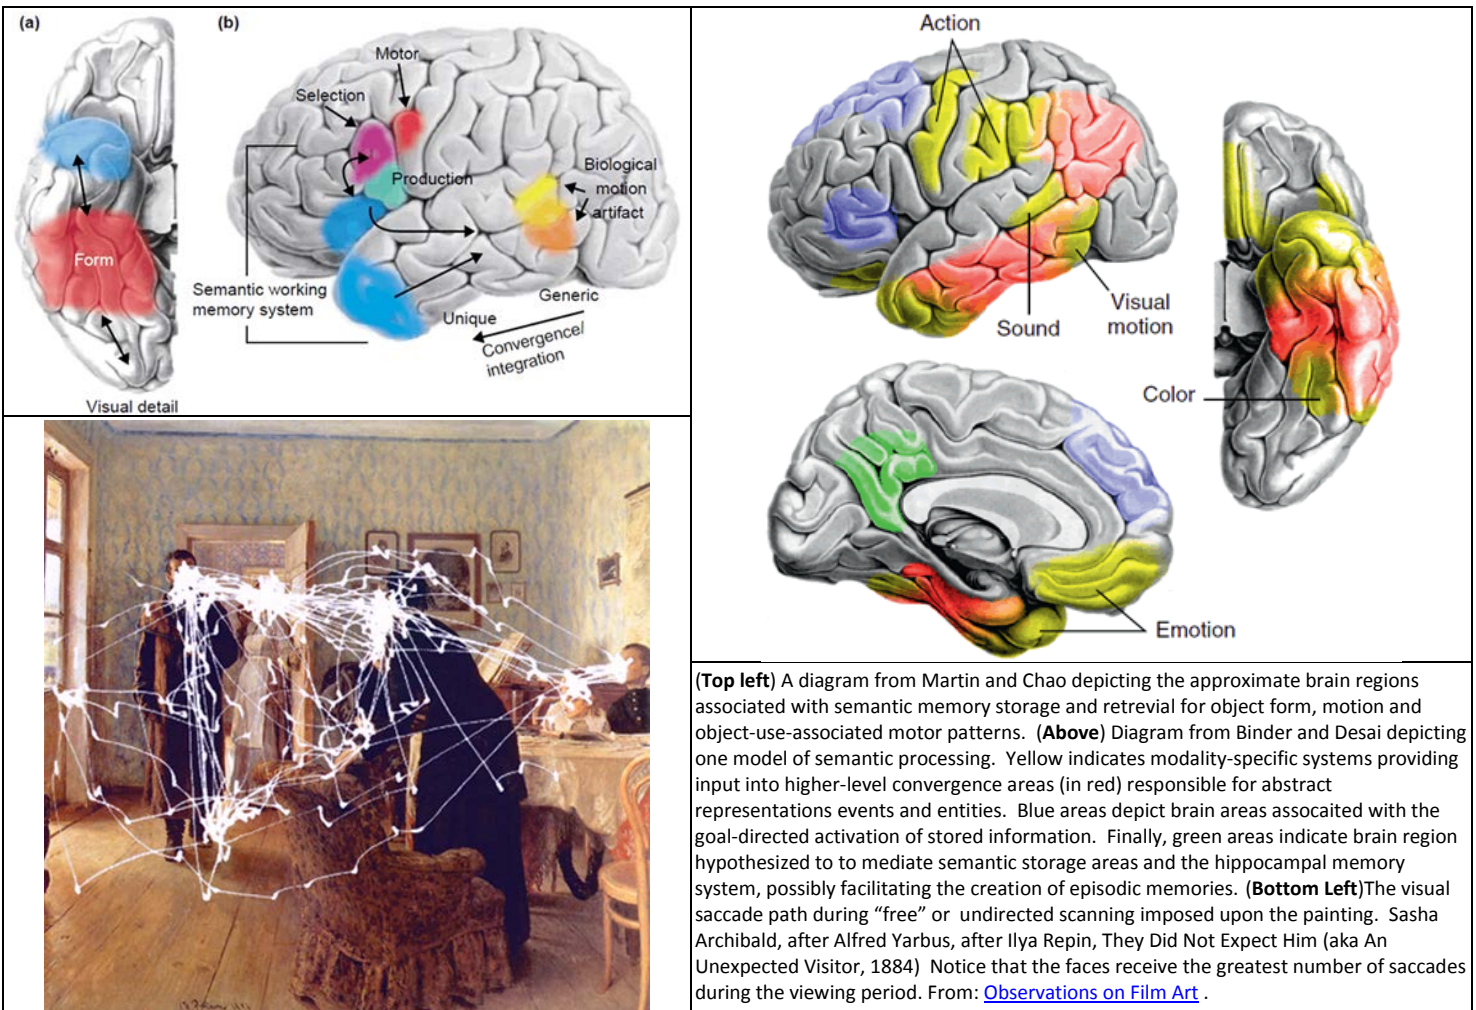 (a)
(b)
Motor
Selection
Biological
motion
artifact
Production
Form
Semantic working
memory system
Generic
Unique
Convergence/
integration
Visual detail
Action
Visual
motion
Sound
Color
Emotion
(Top left) A diagram from Martin and Chao depicting the approximate brain regions
associated with semantic memory storage and retrevial for object form, motion and
object-use-associated motor patterns. (Above) Diagram from Binder and Desai depicting
one model of semantic processing. Yellow indicates modality-specific systems providing
input into higher-level convergence areas (in red) responsible for abstract
representations events and entities. Blue areas depict brain areas assocaited with the
goal-directed activation of stored information. Finally, green areas indicate brain region
hypothesized to to mediate semantic storage areas and the hippocampal memory
system, possibly facilitating the creation of episodic memories. (Bottom Left)The visual
saccade path during “free” or undirected scanning imposed upon the painting. Sasha
Archibald, after Alfred Yarbus, after Ilya Repin, They Did Not Expect Him (aka An
Unexpected Visitor, 1884) Notice that the faces receive the greatest number of saccades
during the viewing period. From: Observations on Film Art .